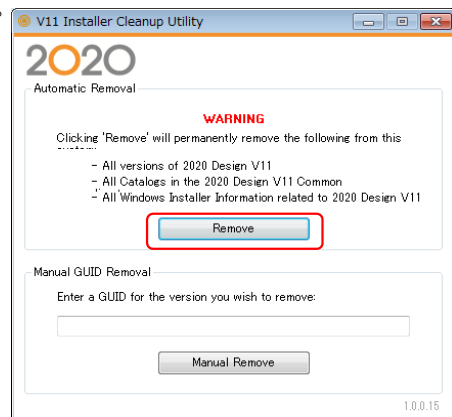 V11 Installer Cleanup Utility
2020
Automatic Removal
WARNING
Clicking 'Remove' will permanently remove the following from this
- All versions of 2020 Design V11
- All Catalogs in the 2020 Design V11 Common
- All Windows Installer Information related to 2020 Design V11
Remove
Manual GUID Removal
Enter a GUID for the version you wish to remove:
Manual Remove
1.0.0.15